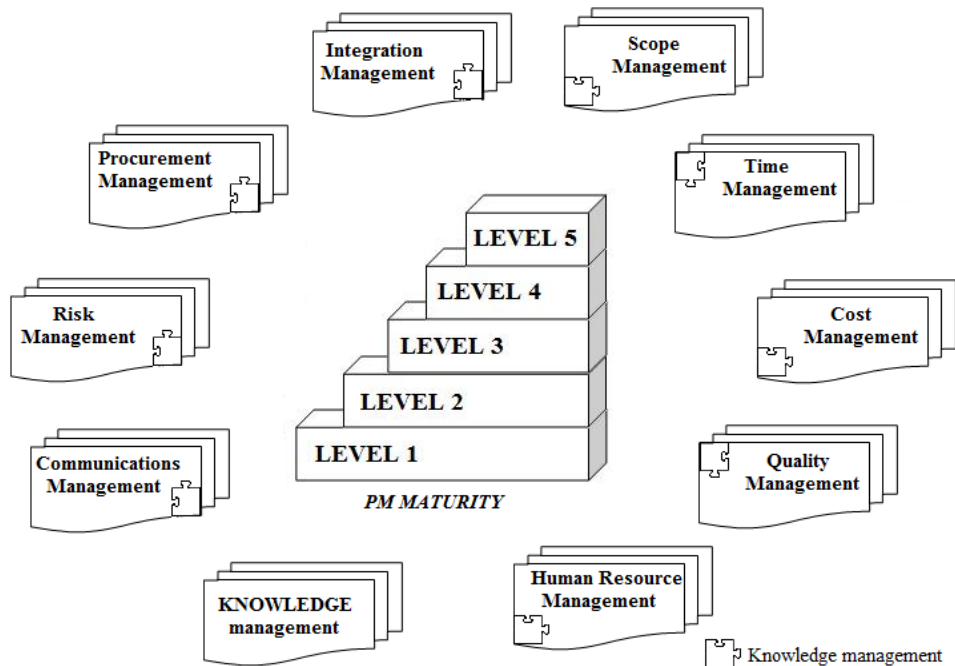 Integration
Management
Scope
Management
Procurement
Management
Time
Management
LEVEL 5
LEVEL 4
LEVEL 3
LEVEL 2
LEVEL 1
PM MATURITY
Risk
Management
Cost
Management
Communications
Management
Quality
Management
KNOWLEDGE
management
Human Resource
Management
Knowledge management